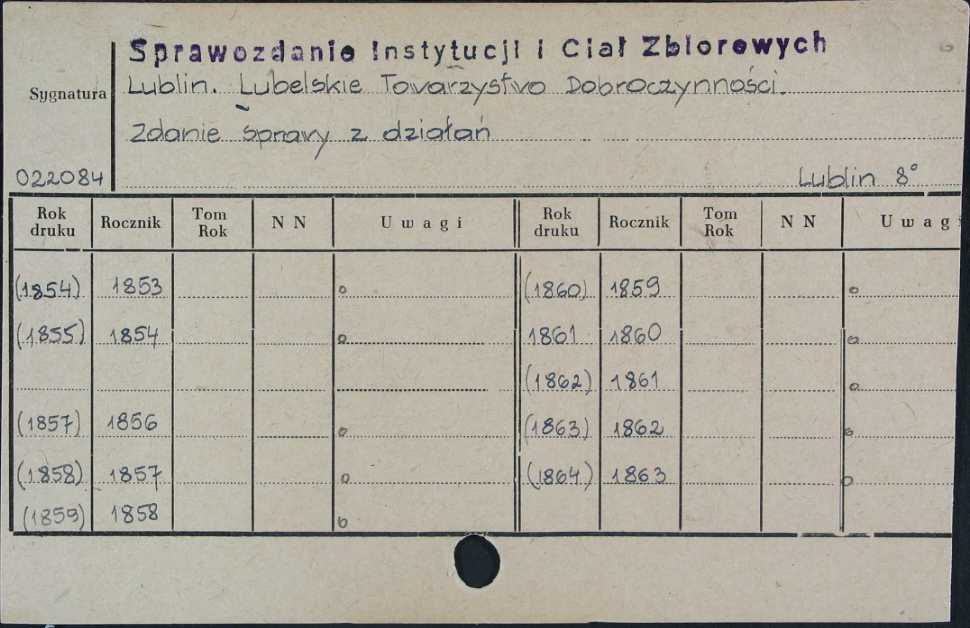 Sprawozdanie Instytucji i Ciał Zbiorowych
Sygnatura
Lublin. Lubelskie Towarzystwo Dobroczynności.
Zdanie sprawy z działań
022084
Lublin 8°
Rok druku Rocznik Tom Rok N N Uwagi Rok druku Rocznik Tom Rok N N Uwagi
(1854) 1853 o (1860) 1859 o
(1855) 1854 o 1861 1860 o
(1862) 1861 o
(1857) 1856 o (1863) 1862 o
(1858) 1857 o (1864) 1863 o
(1859) 1858 o